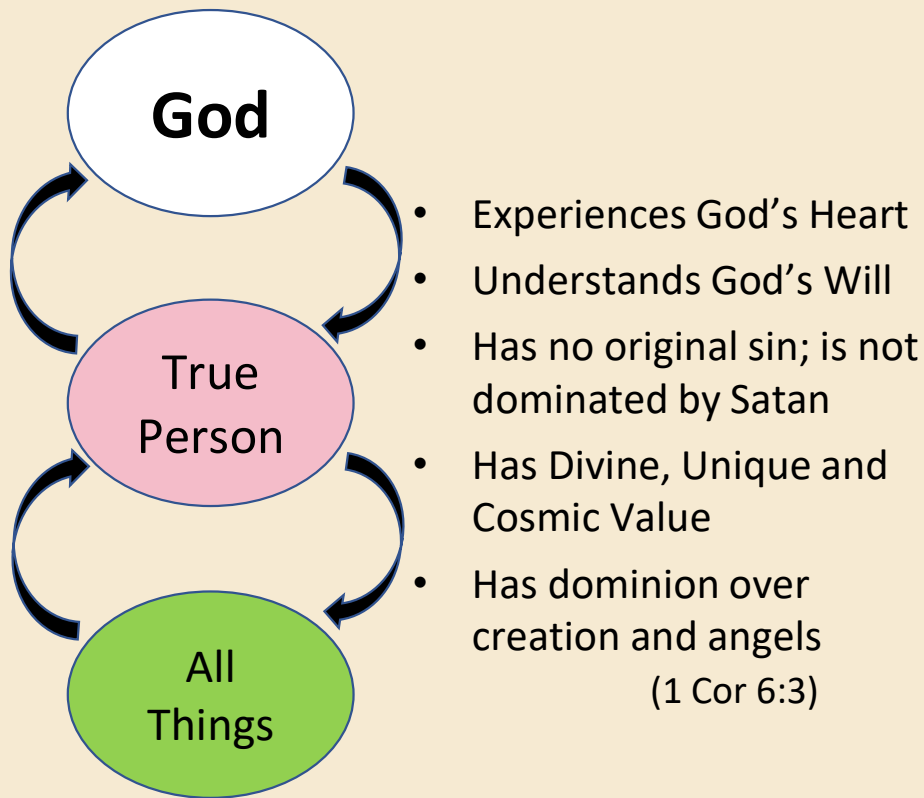 God
• Experiences God’s Heart
• Understands God’s Will
• Has no original sin; is not
dominated by Satan
True
Person
• Has Divine, Unique and
Cosmic Value
• Has dominion over
creation and angels
(1 Cor 6:3)
All
Things